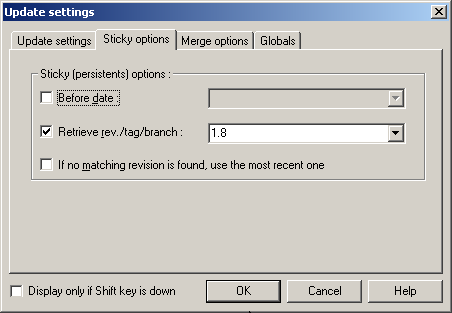 Update settings
Update settings Sticky options Merge options Globals
Sticky (persistents) options :
Before date :
Retrieve rev./tag/branch : 1.8
If no matching revision is found, use the most recent one
Display only if Shift key is down OK Cancel Help